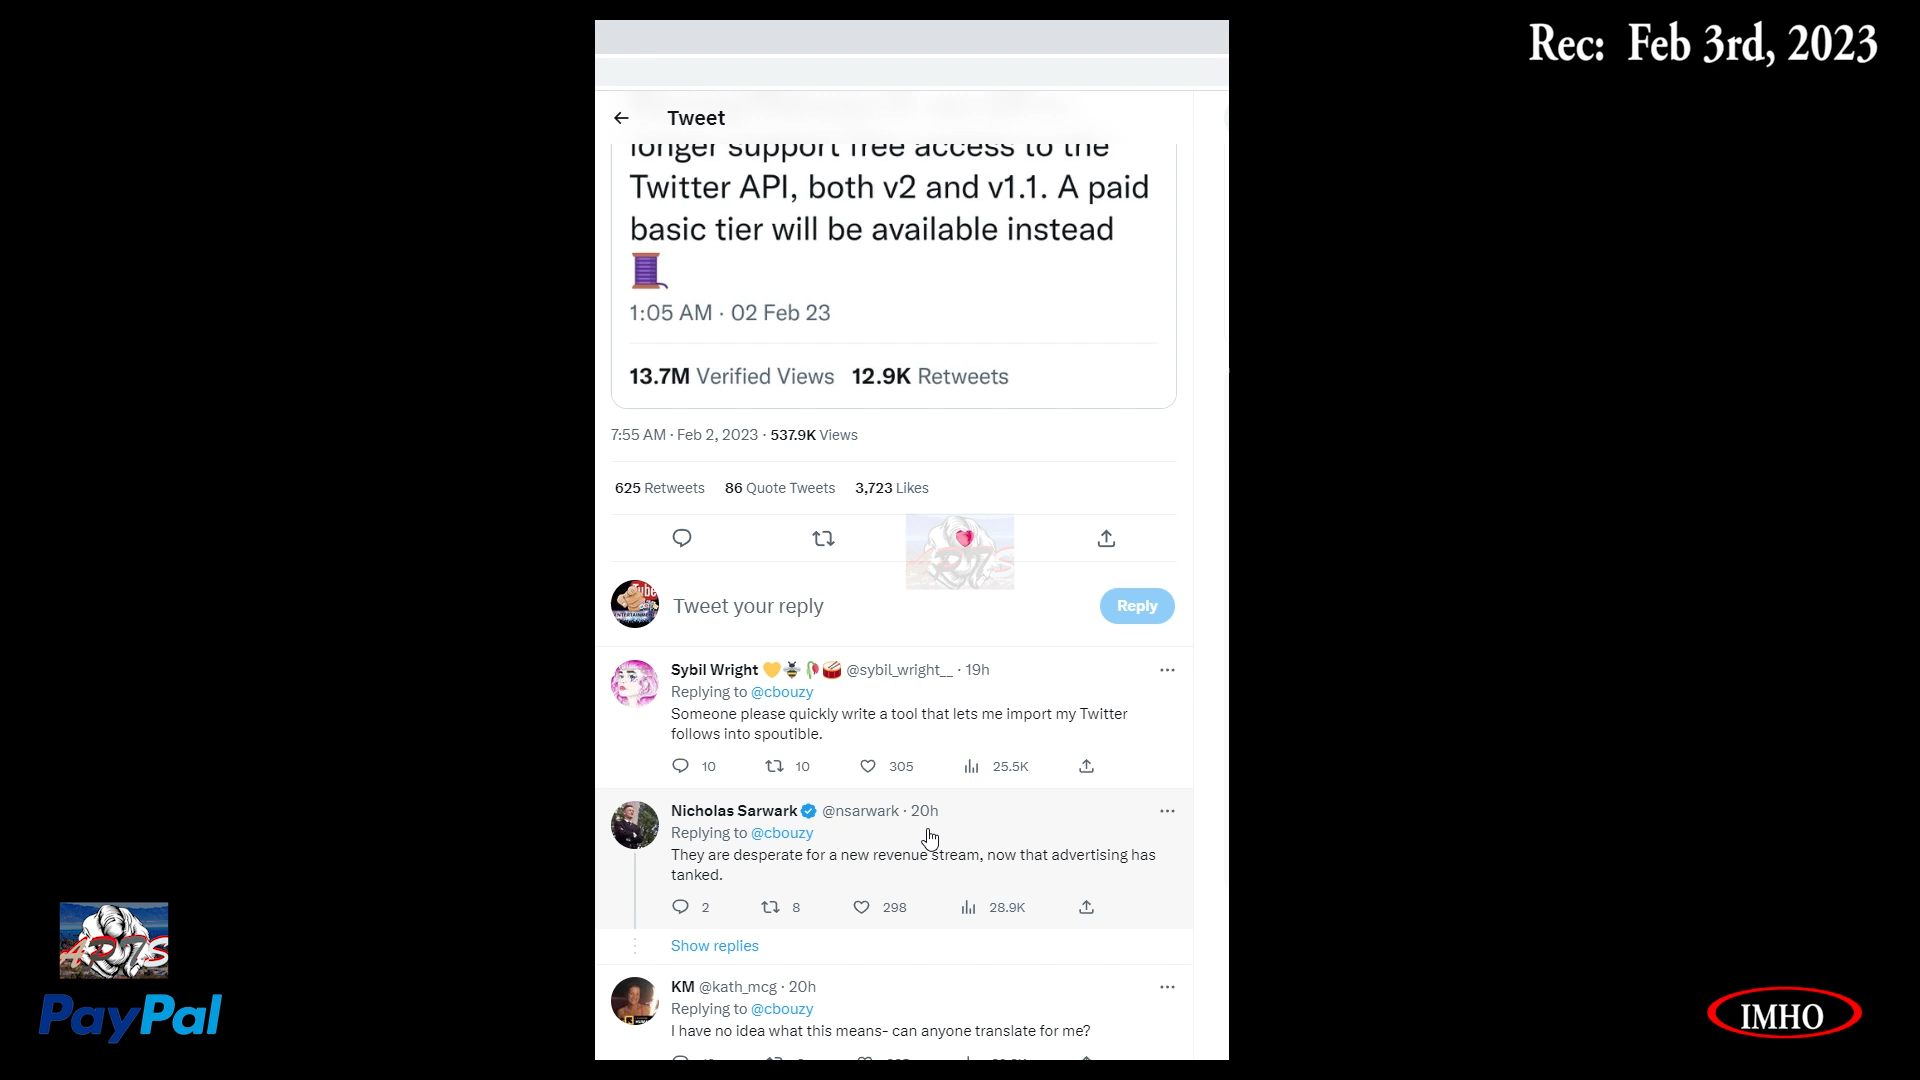 Rec: Feb 3rd, 2023
Tweet
longer support free access to the
Twitter API, both v2 and v1.1. A paid
basic tier will be available instead
1:05 AM · 02 Feb 23
13.7M Verified Views 12.9K Retweets
7:55 AM · Feb 2, 2023 · 537.9K Views
625 Retweets 86 Quote Tweets 3,723 Likes
Tweet your reply
Reply
Sybil Wright @sybil_wright__ · 19h
Replying to @cbouzy
Someone please quickly write a tool that lets me import my Twitter
follows into spoutible.
10 10 305 25.5K
Nicholas Sarwark @nsarwark · 20h
Replying to @cbouzy
They are desperate for a new revenue stream, now that advertising has
tanked.
2 8 298 28.9K
Show replies
KM @kath_mcg · 20h
Replying to @cbouzy
I have no idea what this means- can anyone translate for me?
PayPal
IMHO